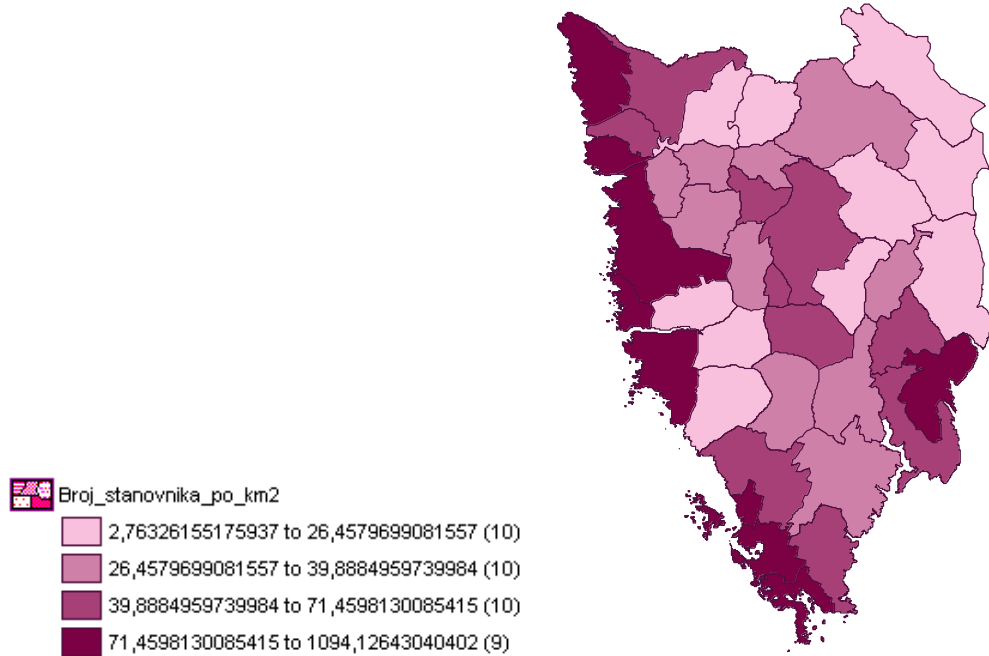 Broj_stanovnika_po_km2
2,76326155175937 to 26,4579699081557 (10)
26,4579699081557 to 39,8884959739984 (10)
39,8884959739984 to 71,4598130085415 (10)
71,4598130085415 to 1094,12643040402 (9)